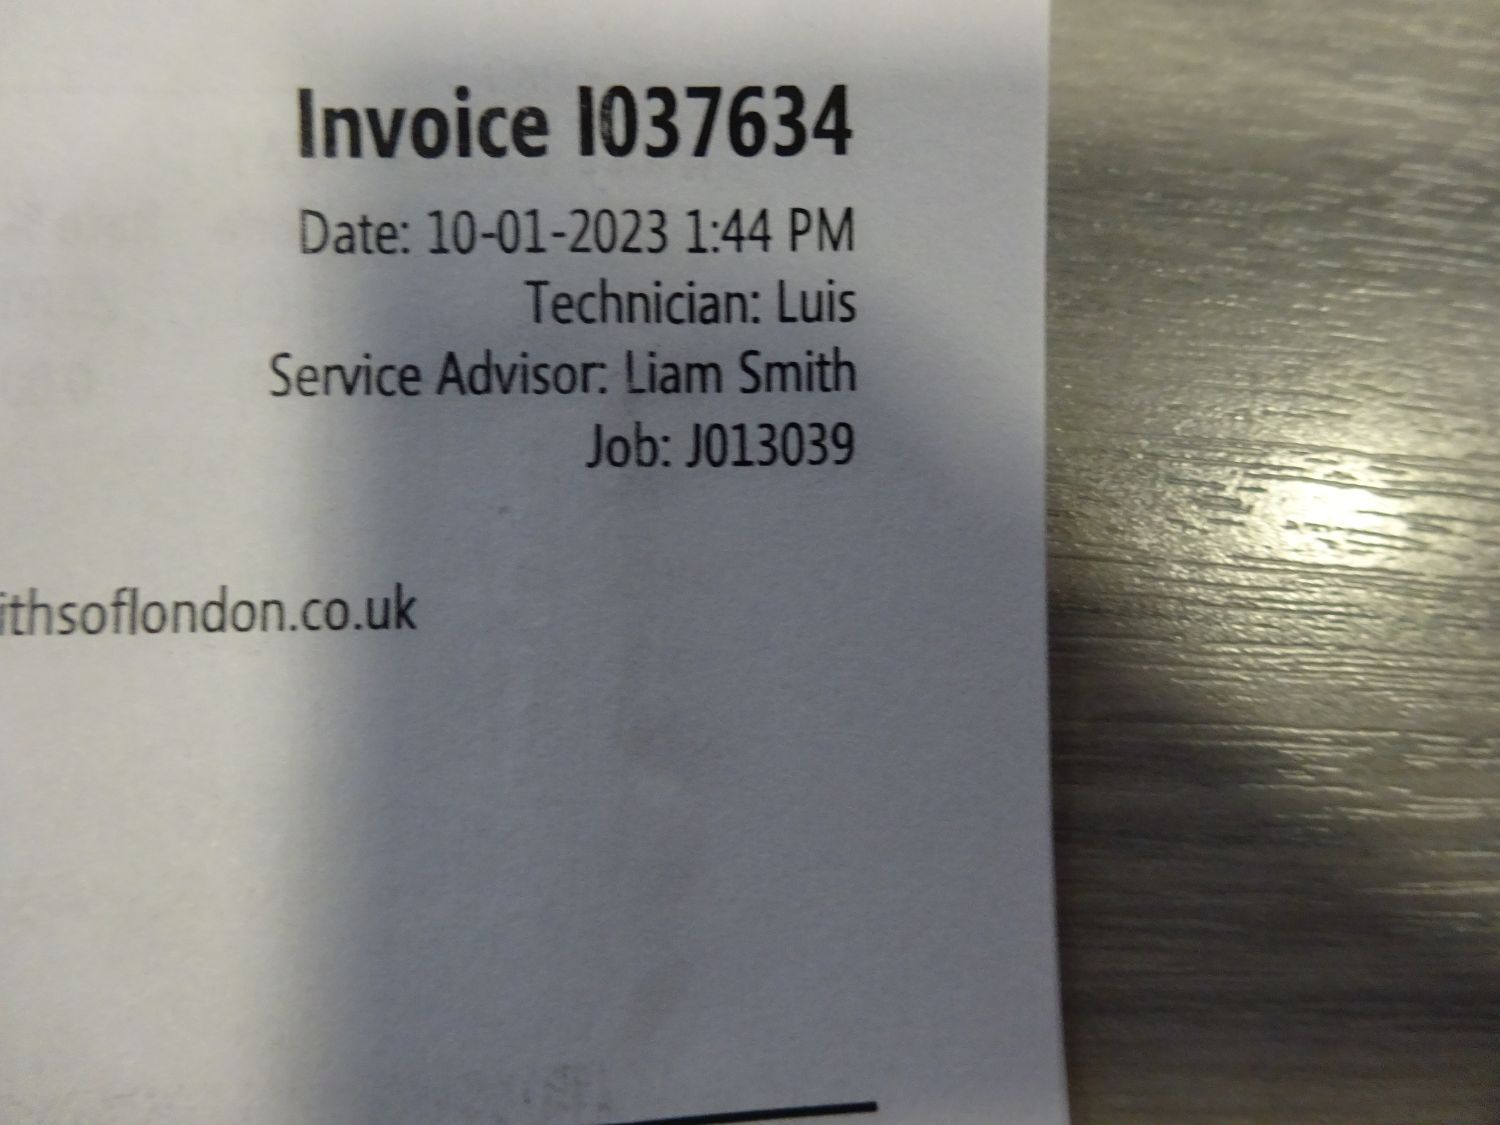 Invoice I037634
Date: 10-01-2023 1:44 PM
Technician: Luis
Service Advisor: Liam Smith
Job: J013039
ithsoflondon.co.uk